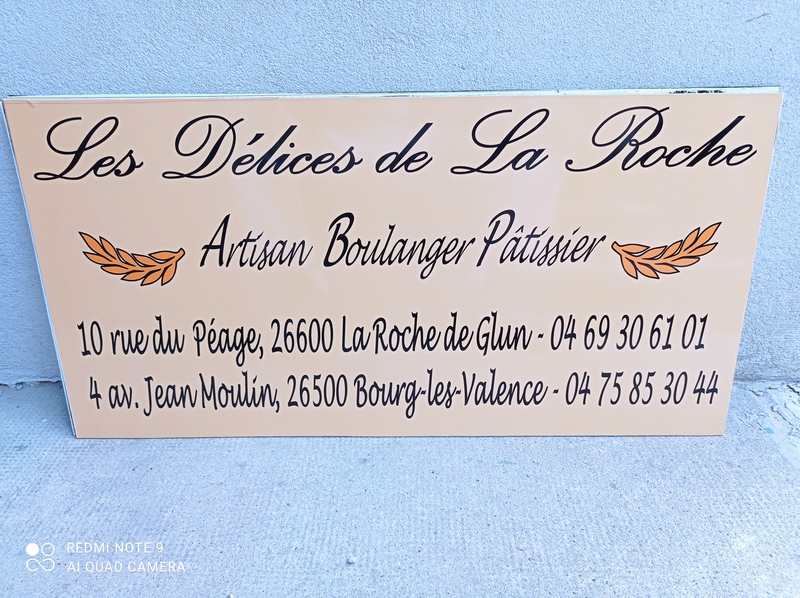 Les Délices de La Roche
Artisan Boulanger Pâtissier
10 rue du Péage, 26600 La Roche de Glun - 04 69 30 61 01
4 av. Jean Moulin, 26500 Bourg-les-Valence - 04 75 85 30 44
REDMI NOTE 9
AI QUAD CAMERA